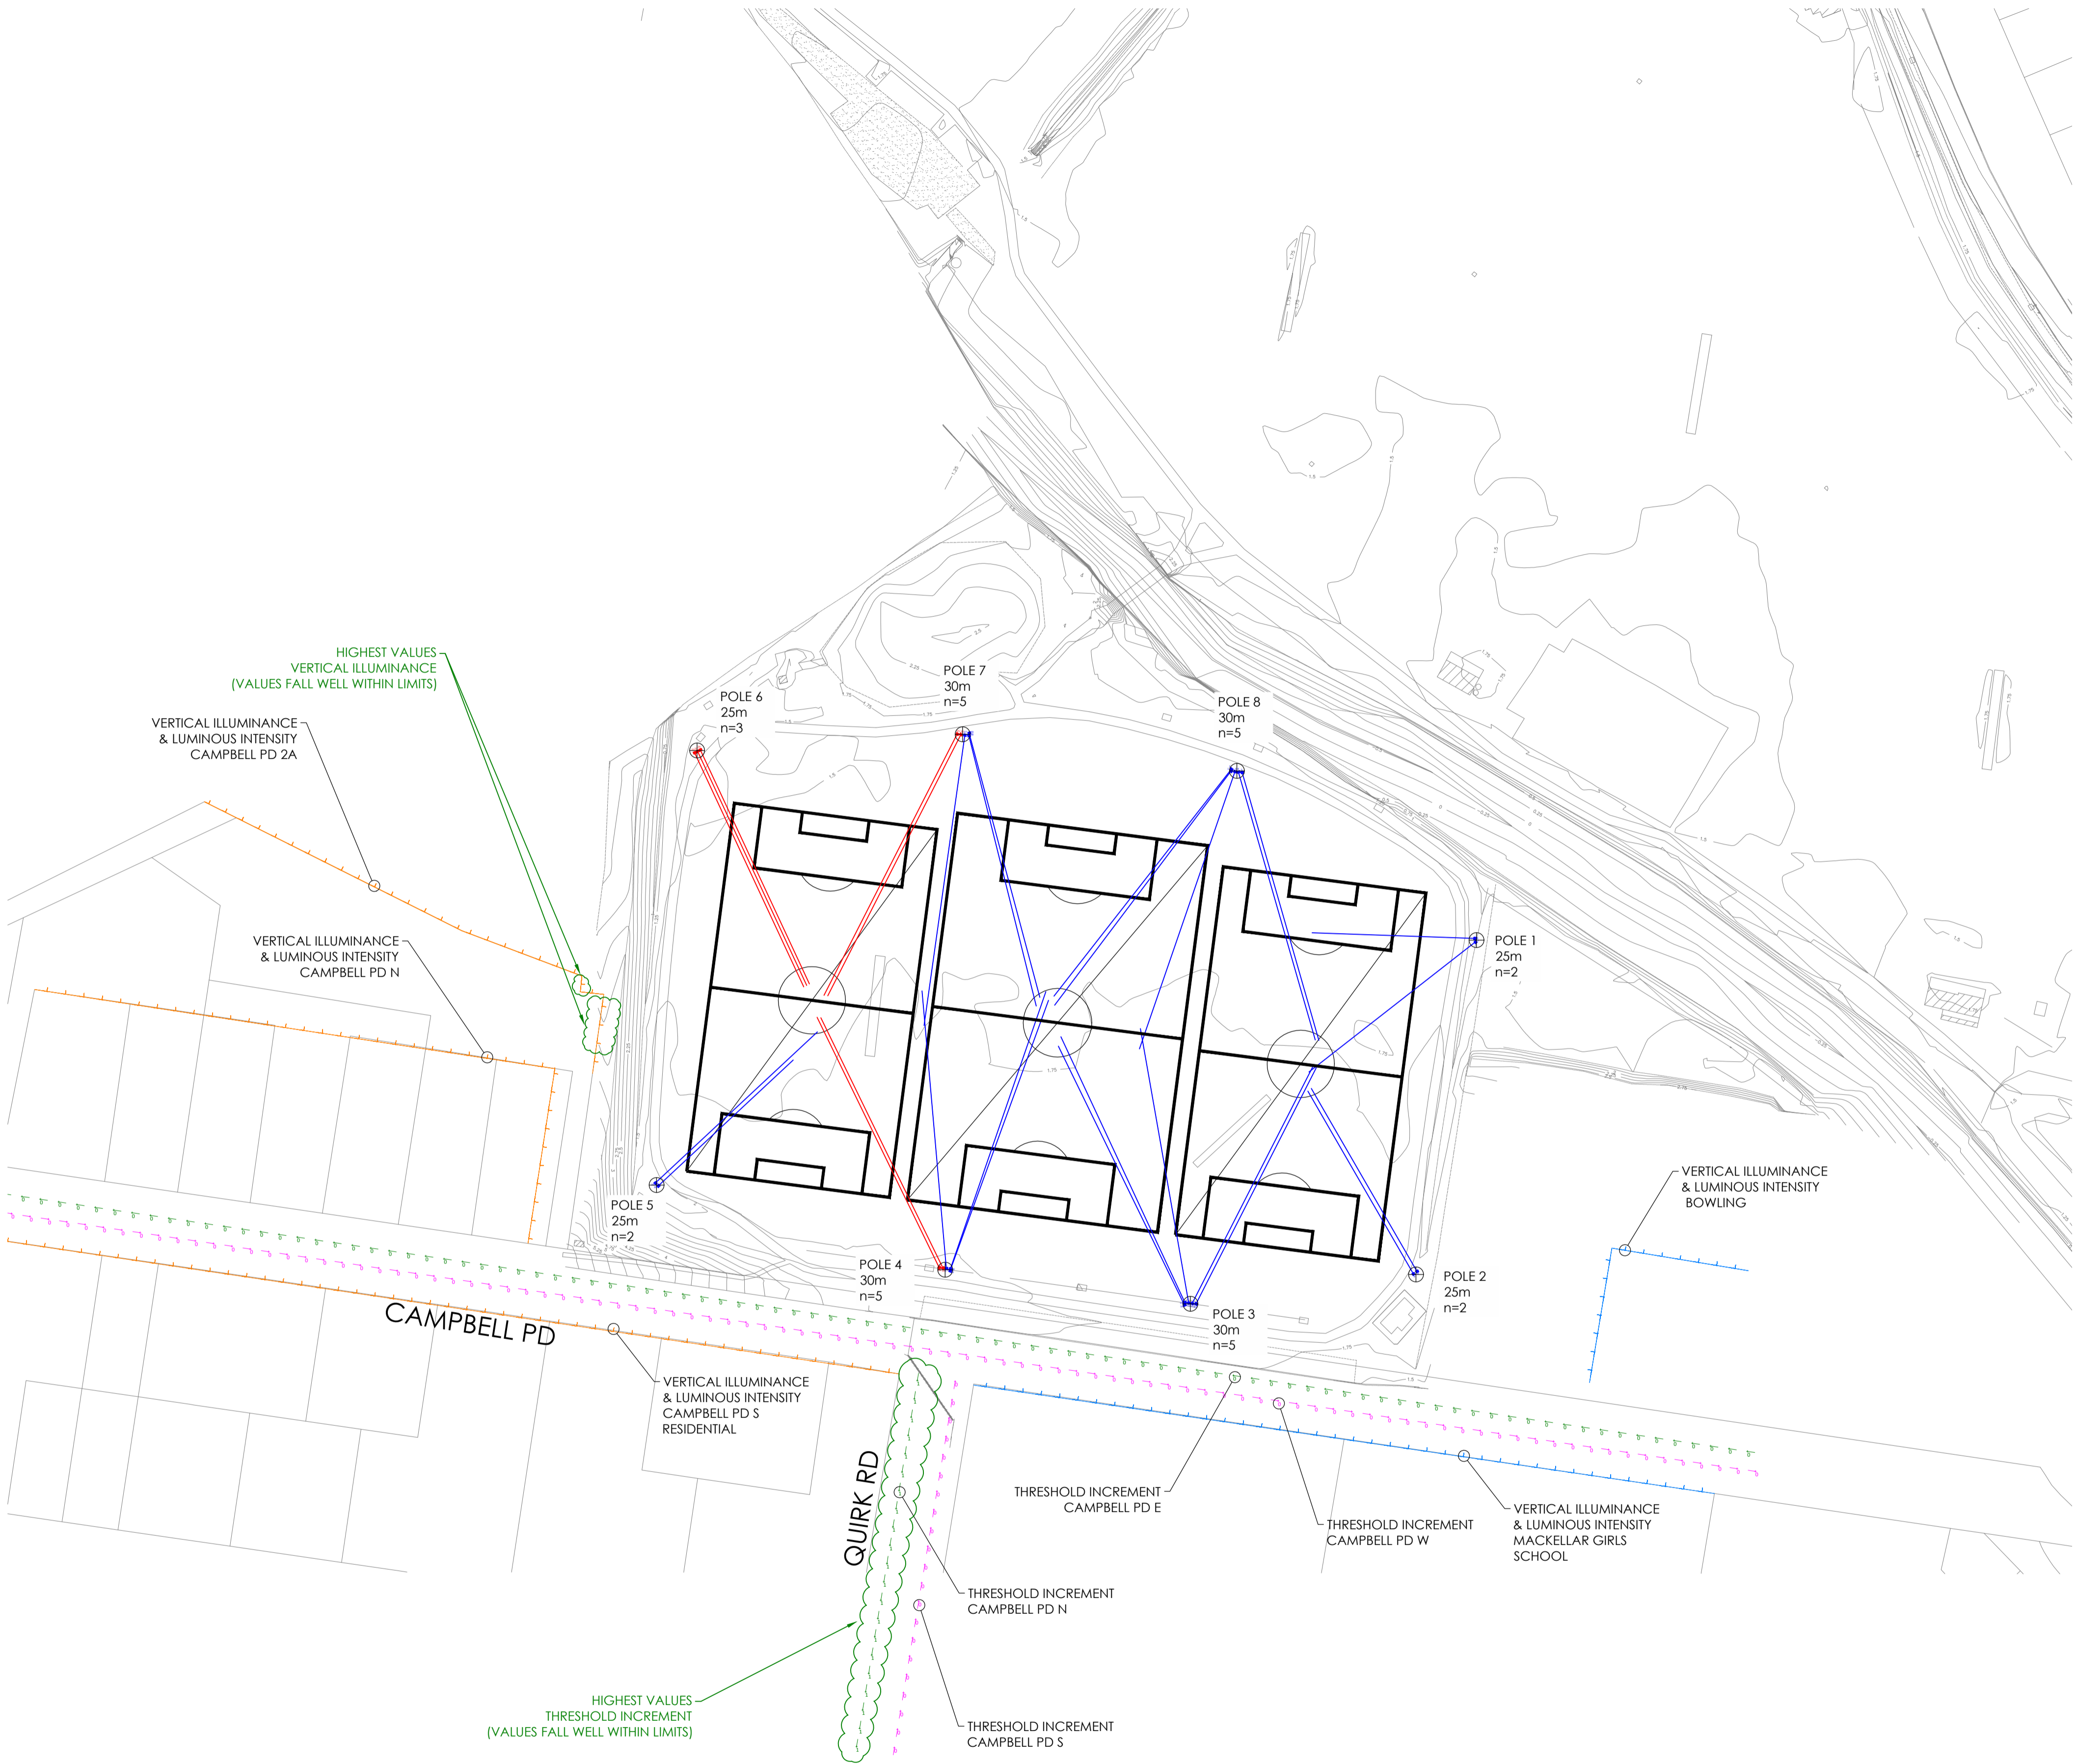 POLE 7
30m
n=5
POLE 6
25m
n=3
POLE 8
30m
n=5
HIGHEST VALUES
VERTICAL ILLUMINANCE
(VALUES FALL WELL WITHIN LIMITS)
VERTICAL ILLUMINANCE
& LUMINOUS INTENSITY
CAMPBELL PD 2A
VERTICAL ILLUMINANCE
& LUMINOUS INTENSITY
CAMPBELL PD N
POLE 1
25m
n=2
POLE 5
25m
n=2
POLE 4
30m
n=5
POLE 3
30m
n=5
POLE 2
25m
n=2
VERTICAL ILLUMINANCE
& LUMINOUS INTENSITY
BOWLING
CAMPBELL PD
VERTICAL ILLUMINANCE
& LUMINOUS INTENSITY
CAMPBELL PD S
RESIDENTIAL
QUIRK RD
THRESHOLD INCREMENT
CAMPBELL PD E
THRESHOLD INCREMENT
CAMPBELL PD W
VERTICAL ILLUMINANCE
& LUMINOUS INTENSITY
MACKELLAR GIRLS
SCHOOL
THRESHOLD INCREMENT
CAMPBELL PD N
HIGHEST VALUES
THRESHOLD INCREMENT
(VALUES FALL WELL WITHIN LIMITS)
THRESHOLD INCREMENT
CAMPBELL PD S